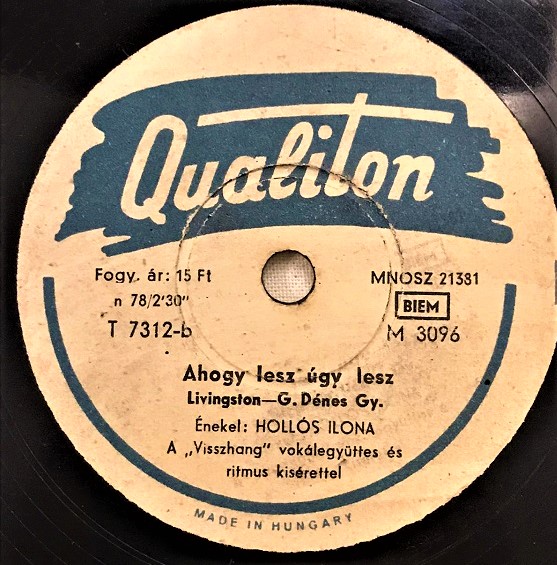 Qualiton
Fogy. ár: 15 Ft
MNOSZ 21381
n 78/2'30"
BIEM
T 7312-b
M 3096
Ahogy lesz úgy lesz
Livingston—G. Dénes Gy.
Énekel: HOLLÓS ILONA
A „Visszhang" vokálegyüttes és
ritmus kisérettel
MADE IN HUNGARY